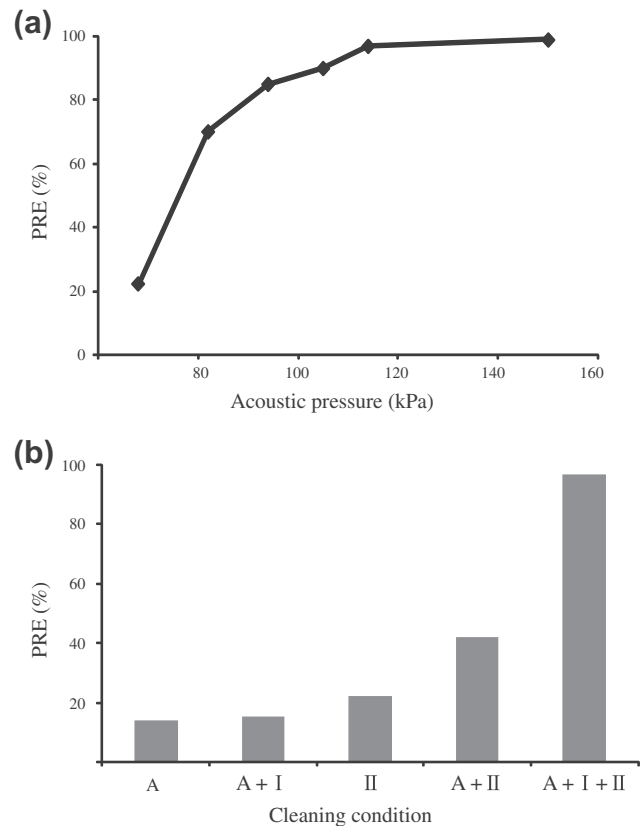 (a)
100
80
60
40
20
0
PRE (%)
80 100 120 140 160
Acoustic pressure (kPa)
(b)
100
80
60
40
20
PRE (%)
A A + I II A + II A + I + II
Cleaning condition